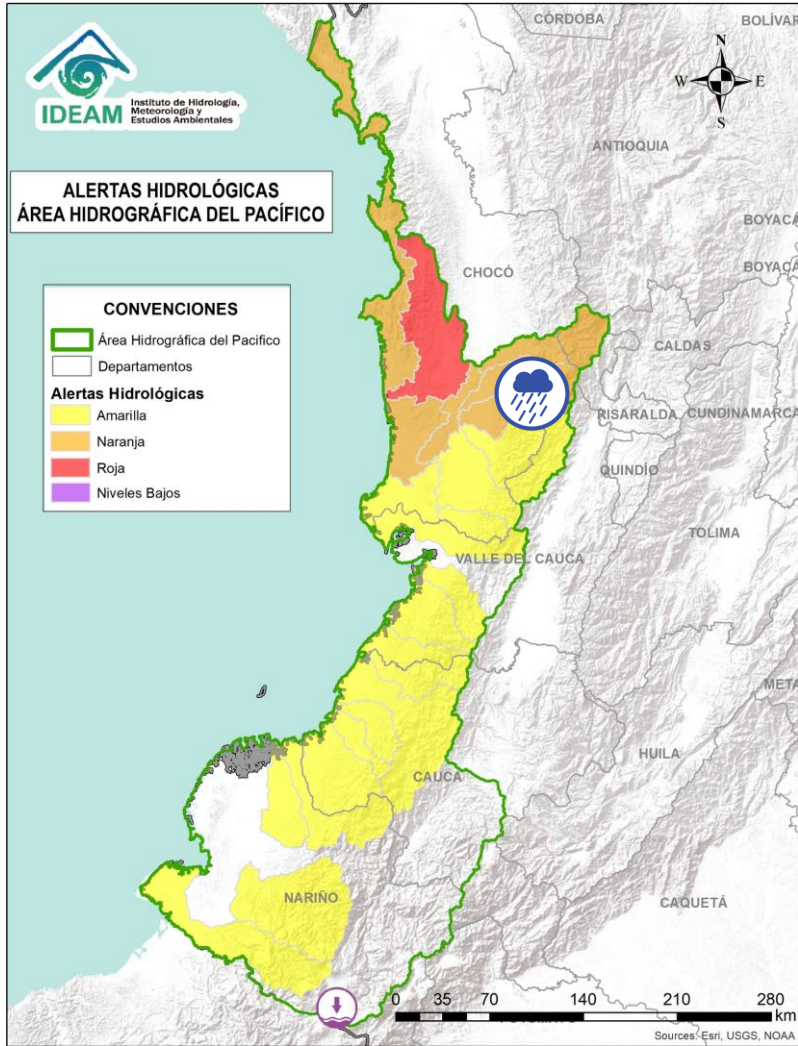 CÓRDOBA
BOLÍVAR
IDEAM
Instituto de Hidrología,
Meteorología y
Estudios Ambientales
N
W E
S
ANTIOQUIA
ALERTAS HIDROLÓGICAS
ÁREA HIDROGRÁFICA DEL PACÍFICO
BOYACÁ
BOYACÁ
CHOCÓ
CONVENCIONES
Área Hidrográfica del Pacífico
Departamentos
Alertas Hidrológicas
Amarilla
Naranja
Roja
Niveles Bajos
CALDAS
RISARALDA
CUNDINAMARCA
QUINDÍO
TOLIMA
VALLE DEL CAUCA
META
HUILA
CAUCA
NARIÑO
CAQUETÁ
0 35 70 140 210 280
km
Sources: Esri, USGS, NOAA